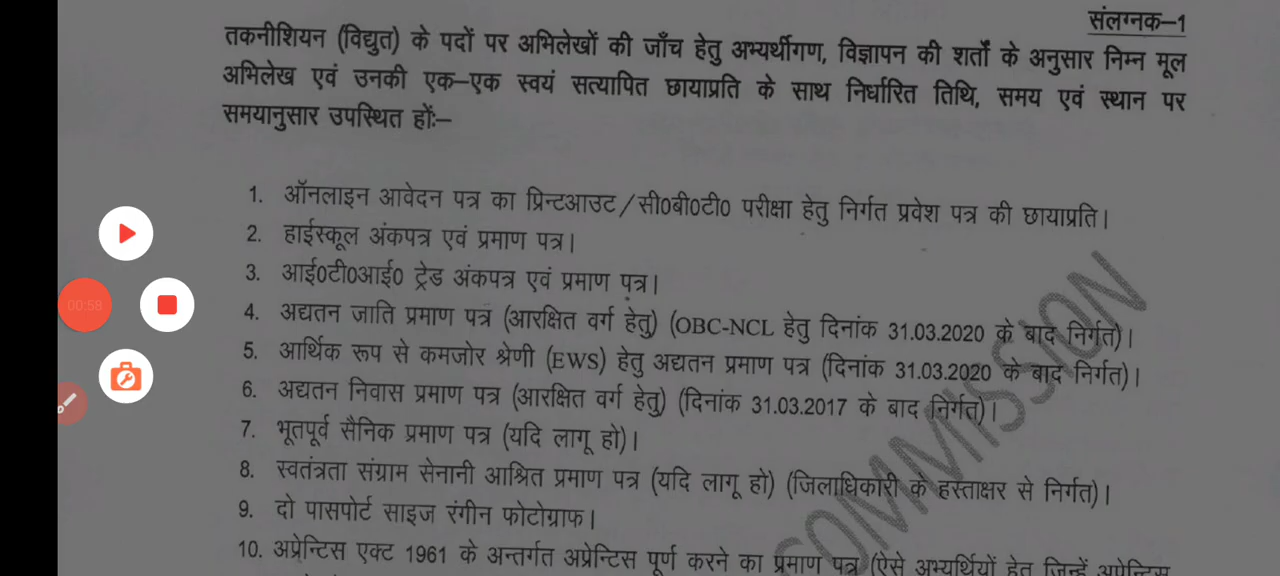 संलग्नक–1
तकनीशियन (विद्युत) के पदों पर अभिलेखों की जाँच हेतु अभ्यर्थीगण, विज्ञापन की शर्तों के अनुसार निम्न मूल
अभिलेख एवं उनकी एक–एक स्वयं सत्यापित छायाप्रति के साथ निर्धारित तिथि, समय एवं स्थान पर
समयानुसार उपस्थित हों:–
1. ऑनलाइन आवेदन पत्र का प्रिन्टआउट/सी0बी0टी0 परीक्षा हेतु निर्गत प्रवेश पत्र की छायाप्रति।
2. हाईस्कूल अंकपत्र एवं प्रमाण पत्र।
3. आई0टी0आई0 ट्रेड अंकपत्र एवं प्रमाण पत्र।
4. अद्यतन जाति प्रमाण पत्र (आरक्षित वर्ग हेतु) (OBC-NCL हेतु दिनांक 31.03.2020 के बाद निर्गत)।
5. आर्थिक रूप से कमजोर श्रेणी (EWS) हेतु अद्यतन प्रमाण पत्र (दिनांक 31.03.2020 के बाद निर्गत)।
6. अद्यतन निवास प्रमाण पत्र (आरक्षित वर्ग हेतु) (दिनांक 31.03.2017 के बाद निर्गत)।
7. भूतपूर्व सैनिक प्रमाण पत्र (यदि लागू हो)।
8. स्वतंत्रता संग्राम सेनानी आश्रित प्रमाण पत्र (यदि लागू हो) (जिलाधिकारी के हस्ताक्षर से निर्गत)।
9. दो पासपोर्ट साइज रंगीन फोटोग्राफ।
10. अप्रेन्टिस एक्ट 1961 के अन्तर्गत अप्रेन्टिस पूर्ण करने का प्रमाण पत्र (ऐसे अभ्यर्थियों हेतु जिन्हें अप्रेन्टिस
COMMISSION
00:58